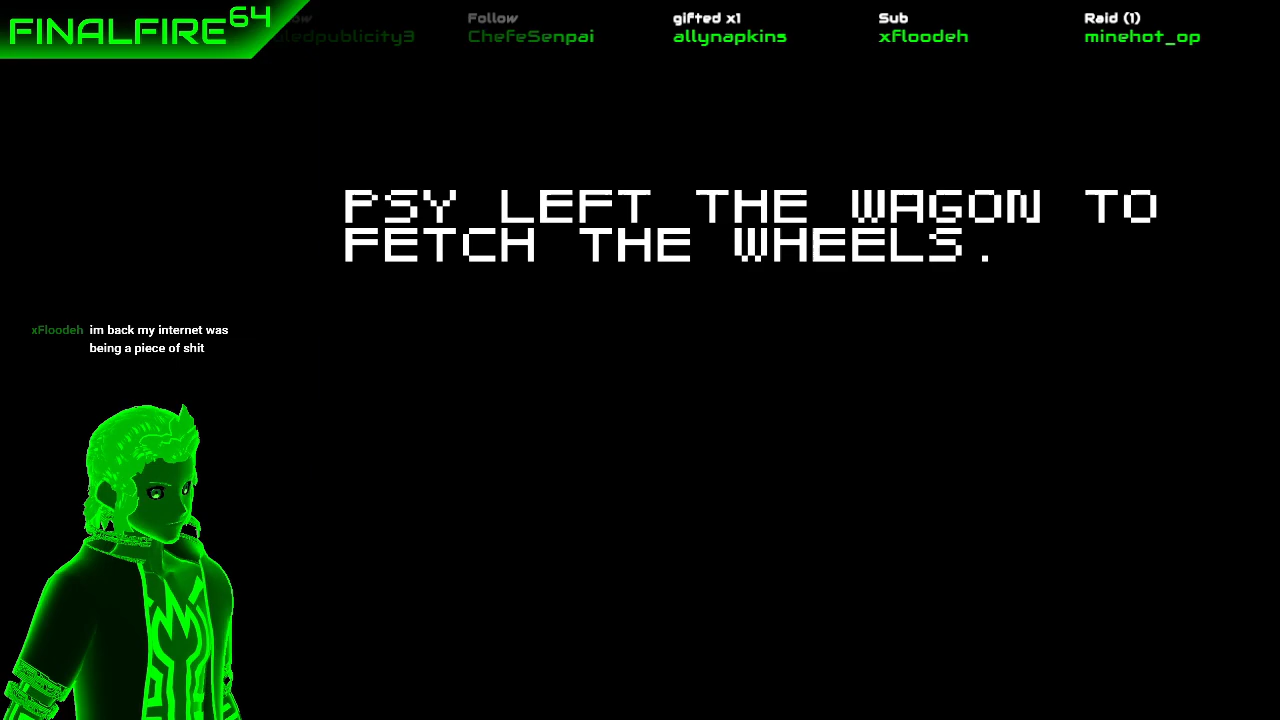 FINALFIRE64
Follow
ChefeSenpai
gifted x1
allynapkins
Sub
xFloodeh
Raid (1)
minehot_op
PSY LEFT THE WAGON TO
FETCH THE WHEELS.
xFloodeh im back my internet was
being a piece of shit